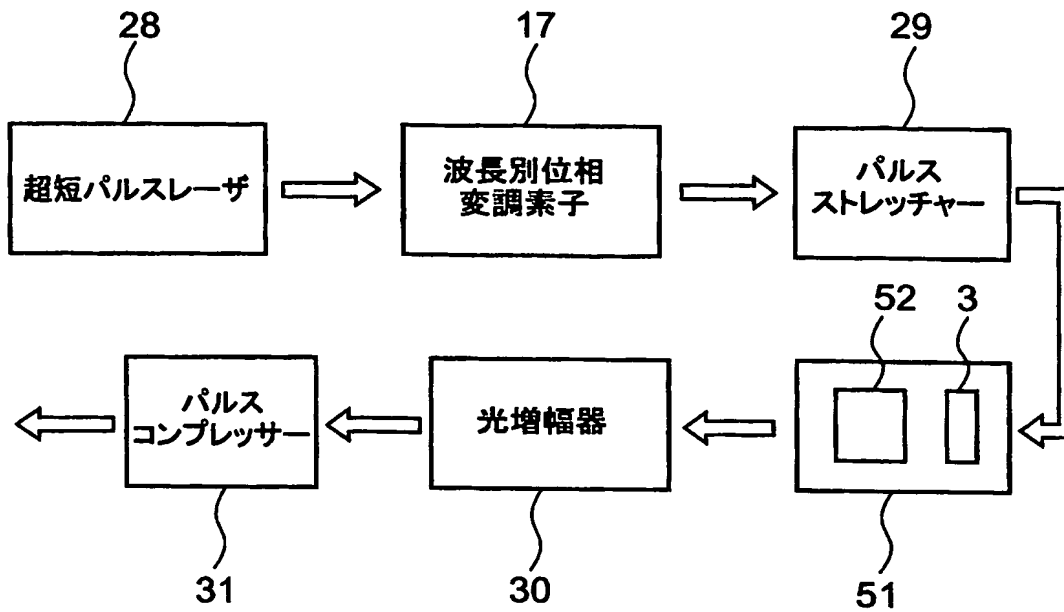 28
17
29
超短パルスレーザ
波長別位相
変調素子
パルス
ストレッチャー
52
3
パルス
コンプレッサー
光増幅器
31
30
51